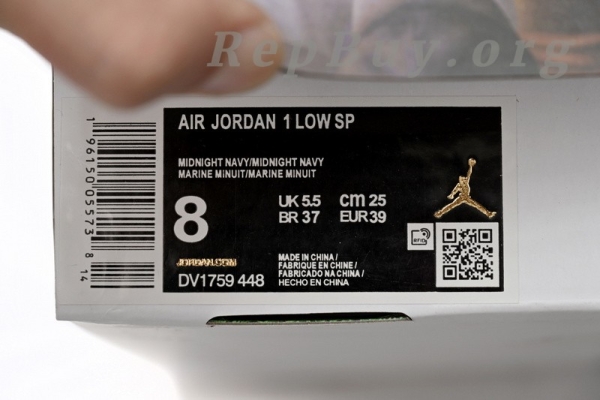 RepBuy.org
AIR JORDAN 1 LOW SP
MIDNIGHT NAVY/MIDNIGHT NAVY
MARINE MINUIT/MARINE MINUIT
8
UK 5.5 cm 25
BR 37 EUR 39
RFID
JORDAN.COM
DV1759 448
MADE IN CHINA /
FABRIQUE EN CHINE /
FABRICADO NA CHINA /
HECHO EN CHINA
1 96150 05573 8 14